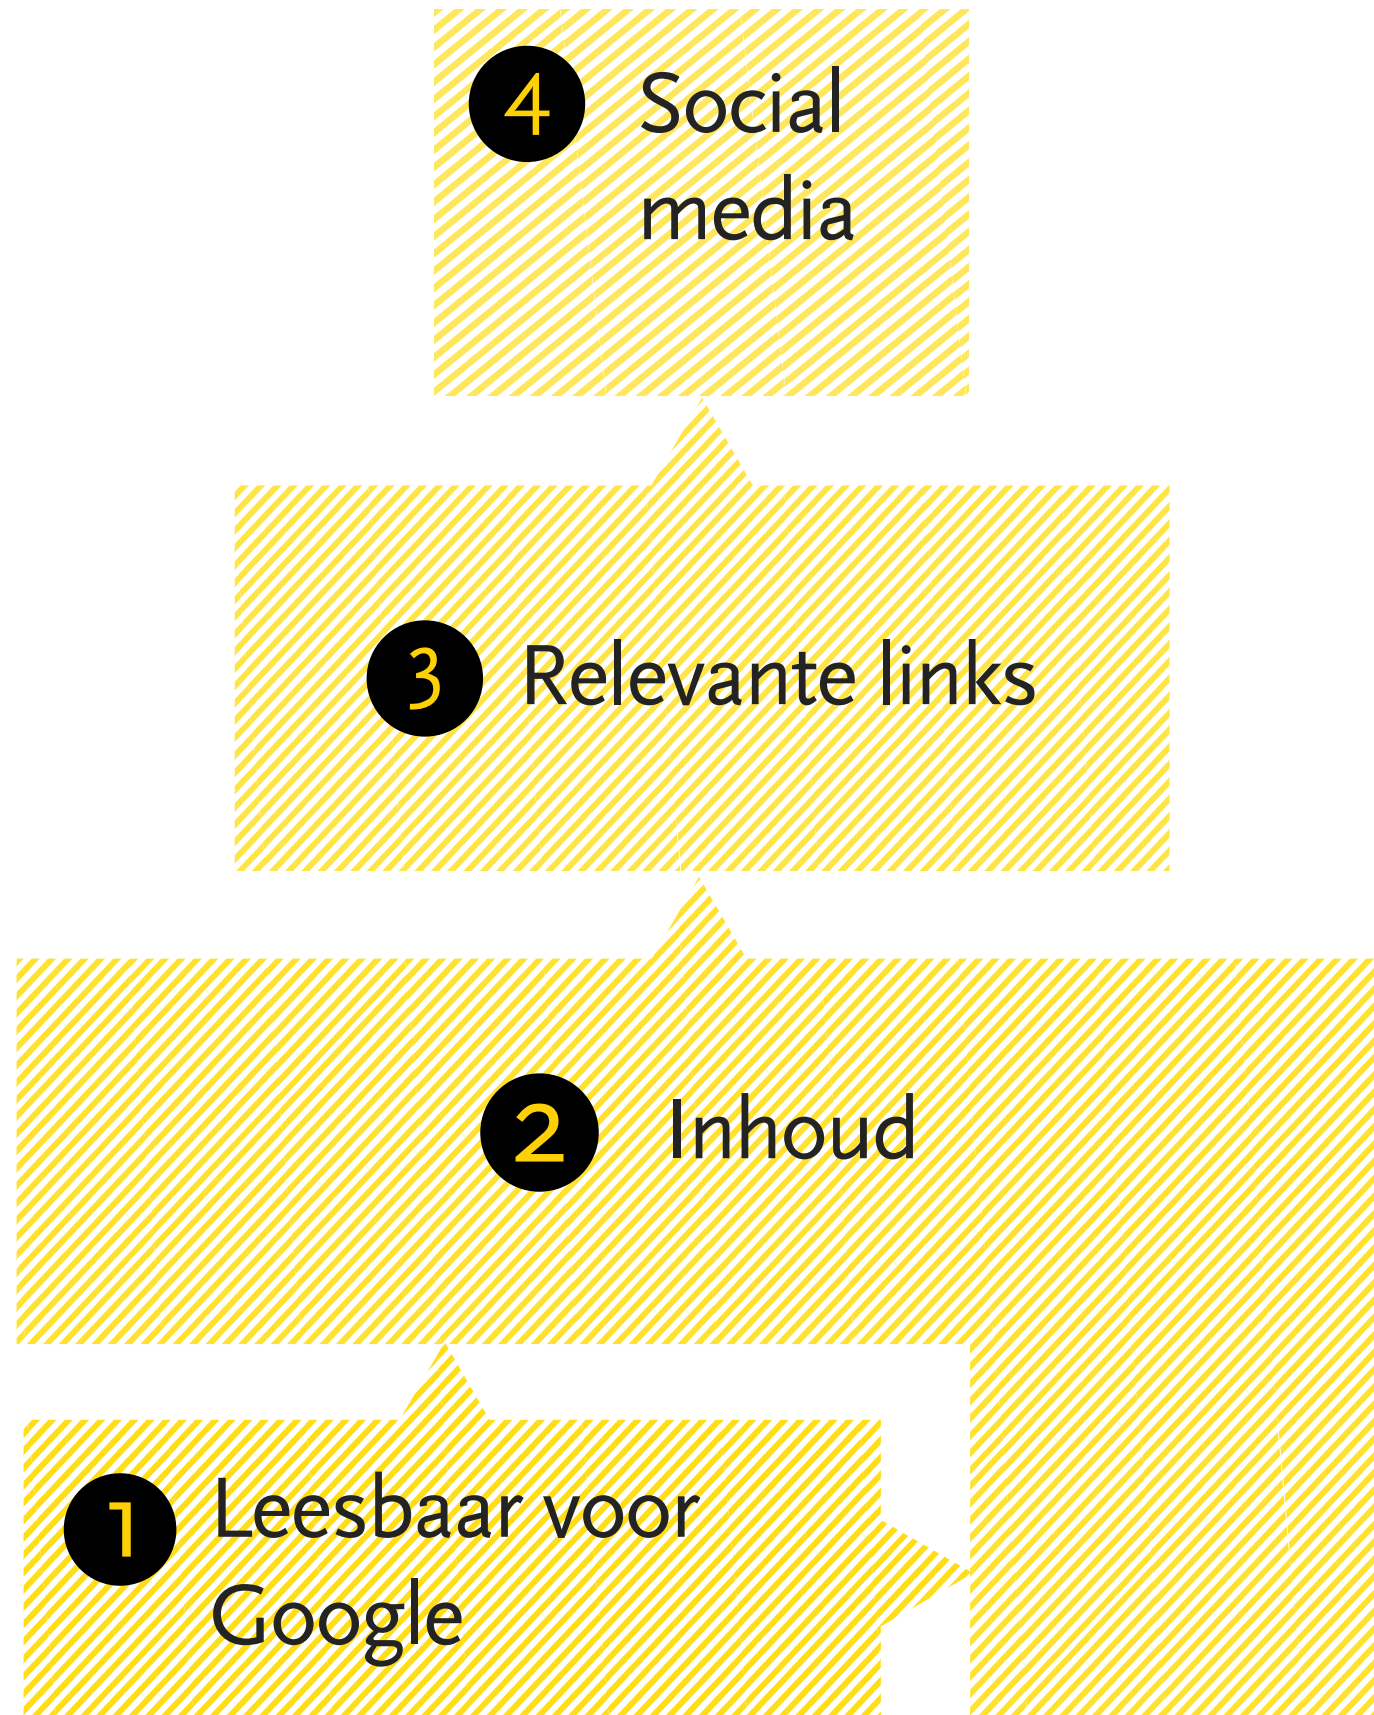 4 Social
media
3 Relevante links
2 Inhoud
1 Leesbaar voor
Google